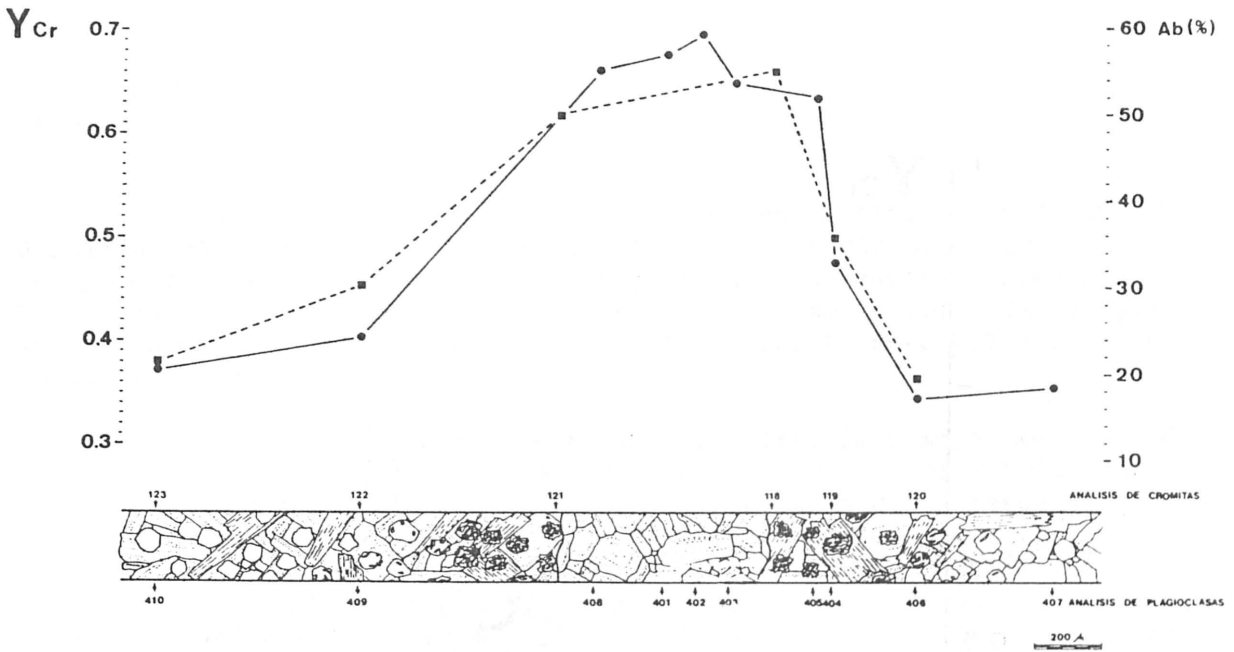 YCr 0.7 60 Ab(%)
0.6 50
40
0.5
30
0.4
20
0.3
10
123 122 121 118 119 120 ANALISIS DE CROMITAS
410 409 408 401 402 403 405 404 406 407 ANALISIS DE PLAGIOCLASAS
200 μ